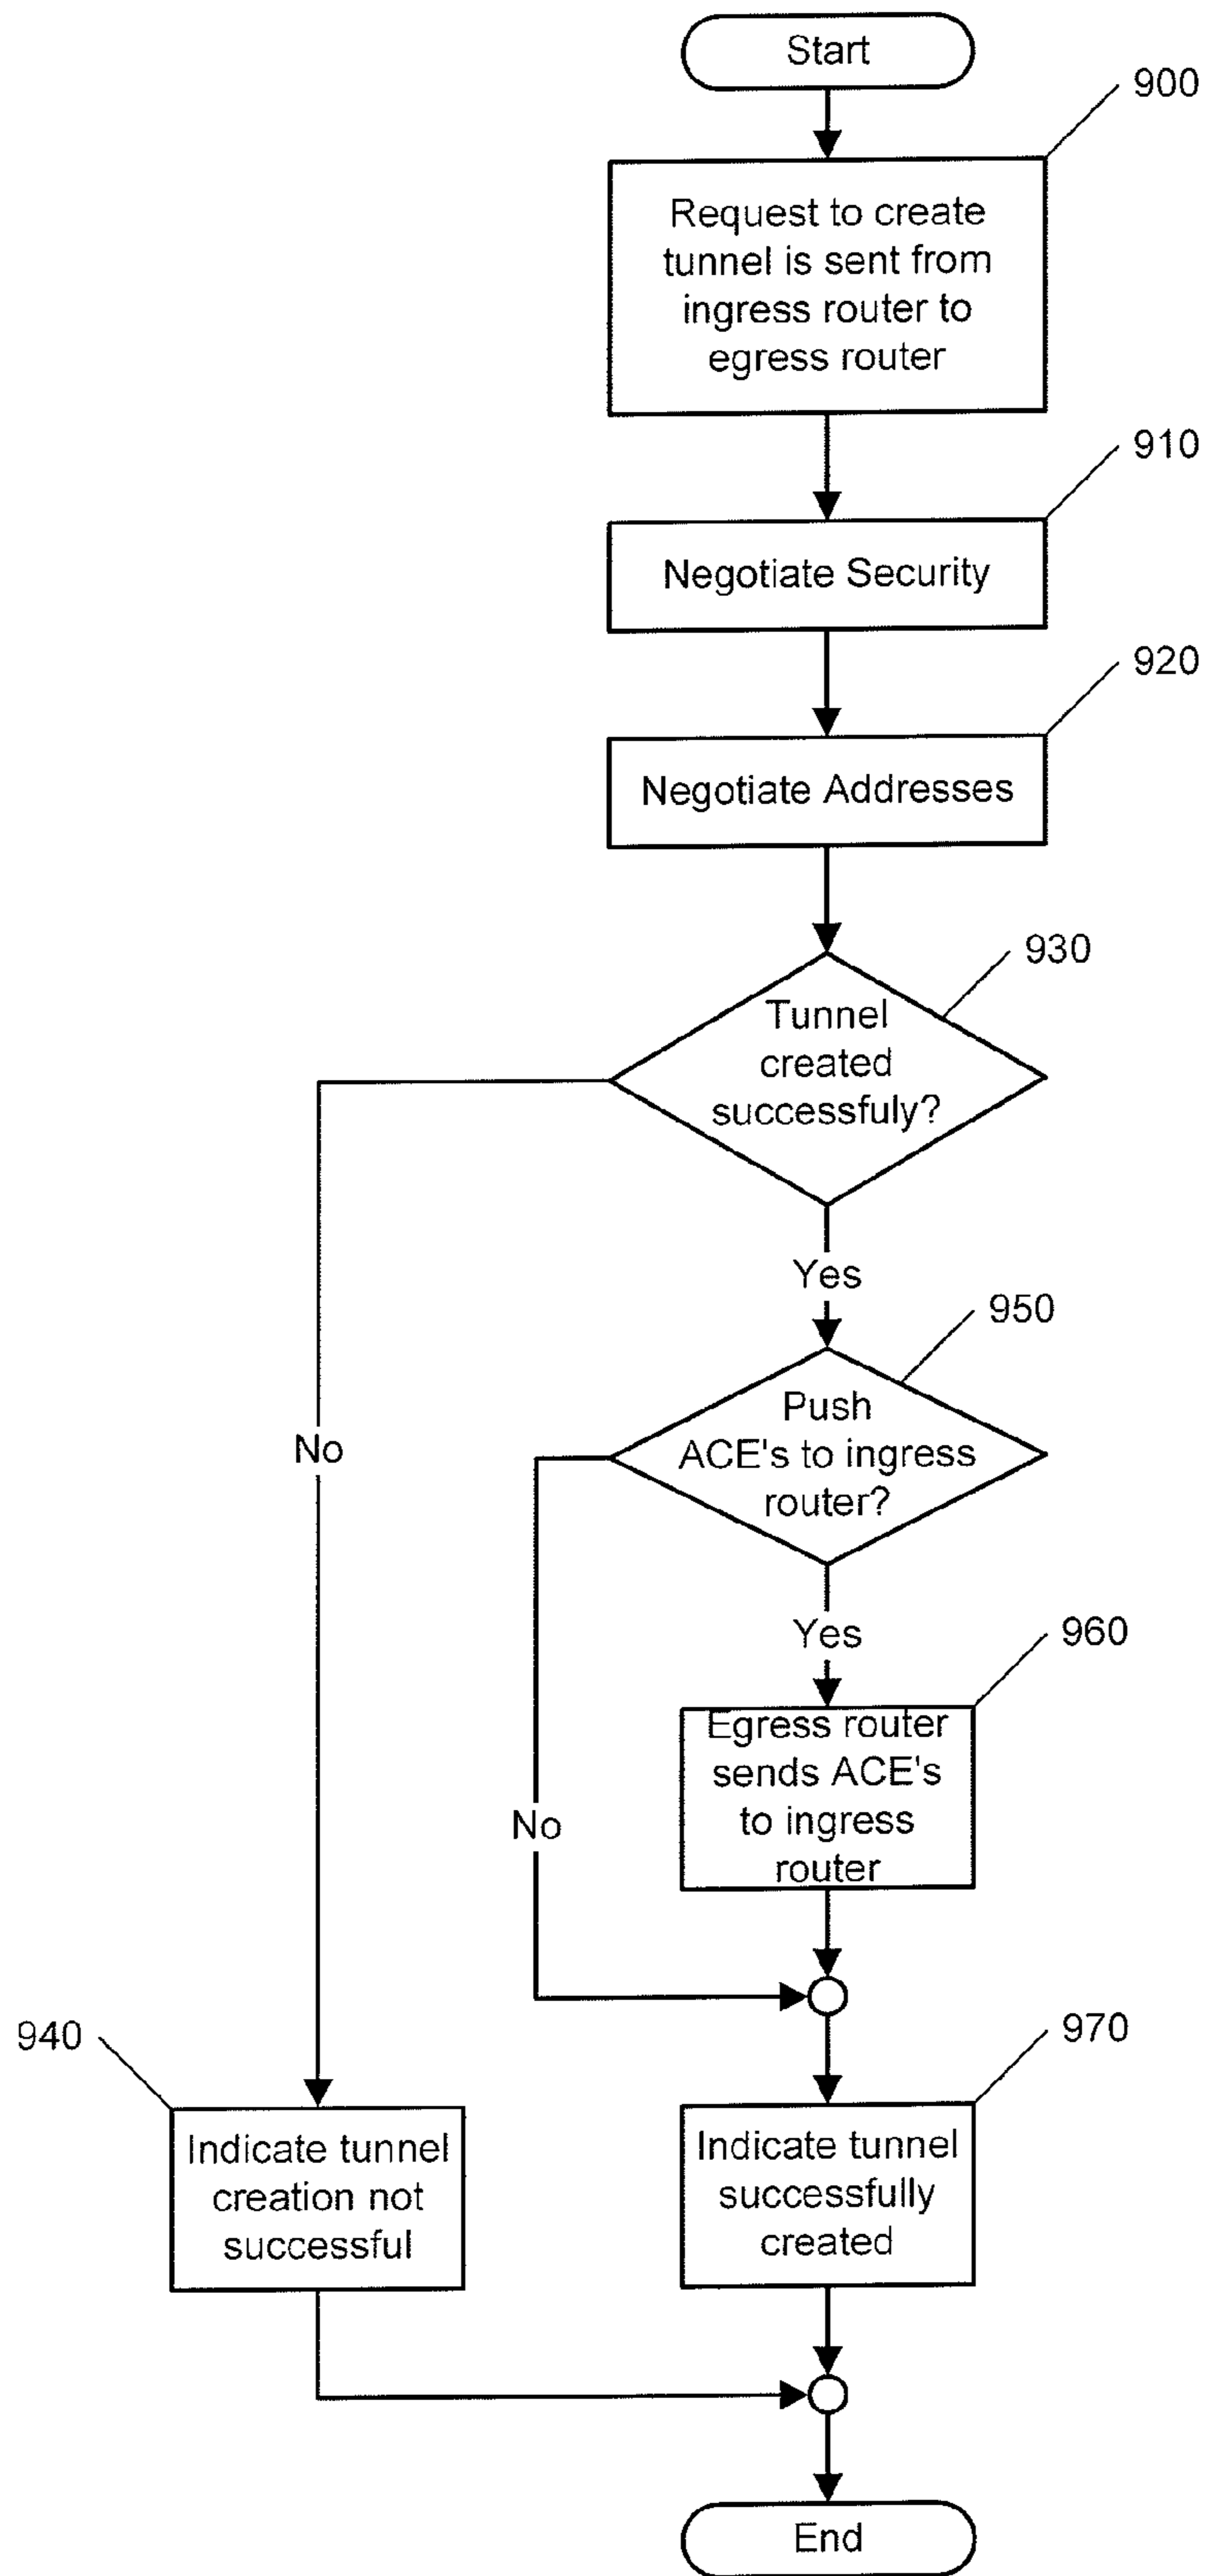 Start
900
Request to create
tunnel is sent from
ingress router to
egress router
910
Negotiate Security
920
Negotiate Addresses
930
Tunnel
created
successfuly?
Yes
950
Push
ACE's to ingress
router?
No
Yes
960
Egress router
sends ACE's
to ingress
router
No
940
970
Indicate tunnel
creation not
successful
Indicate tunnel
successfully
created
End